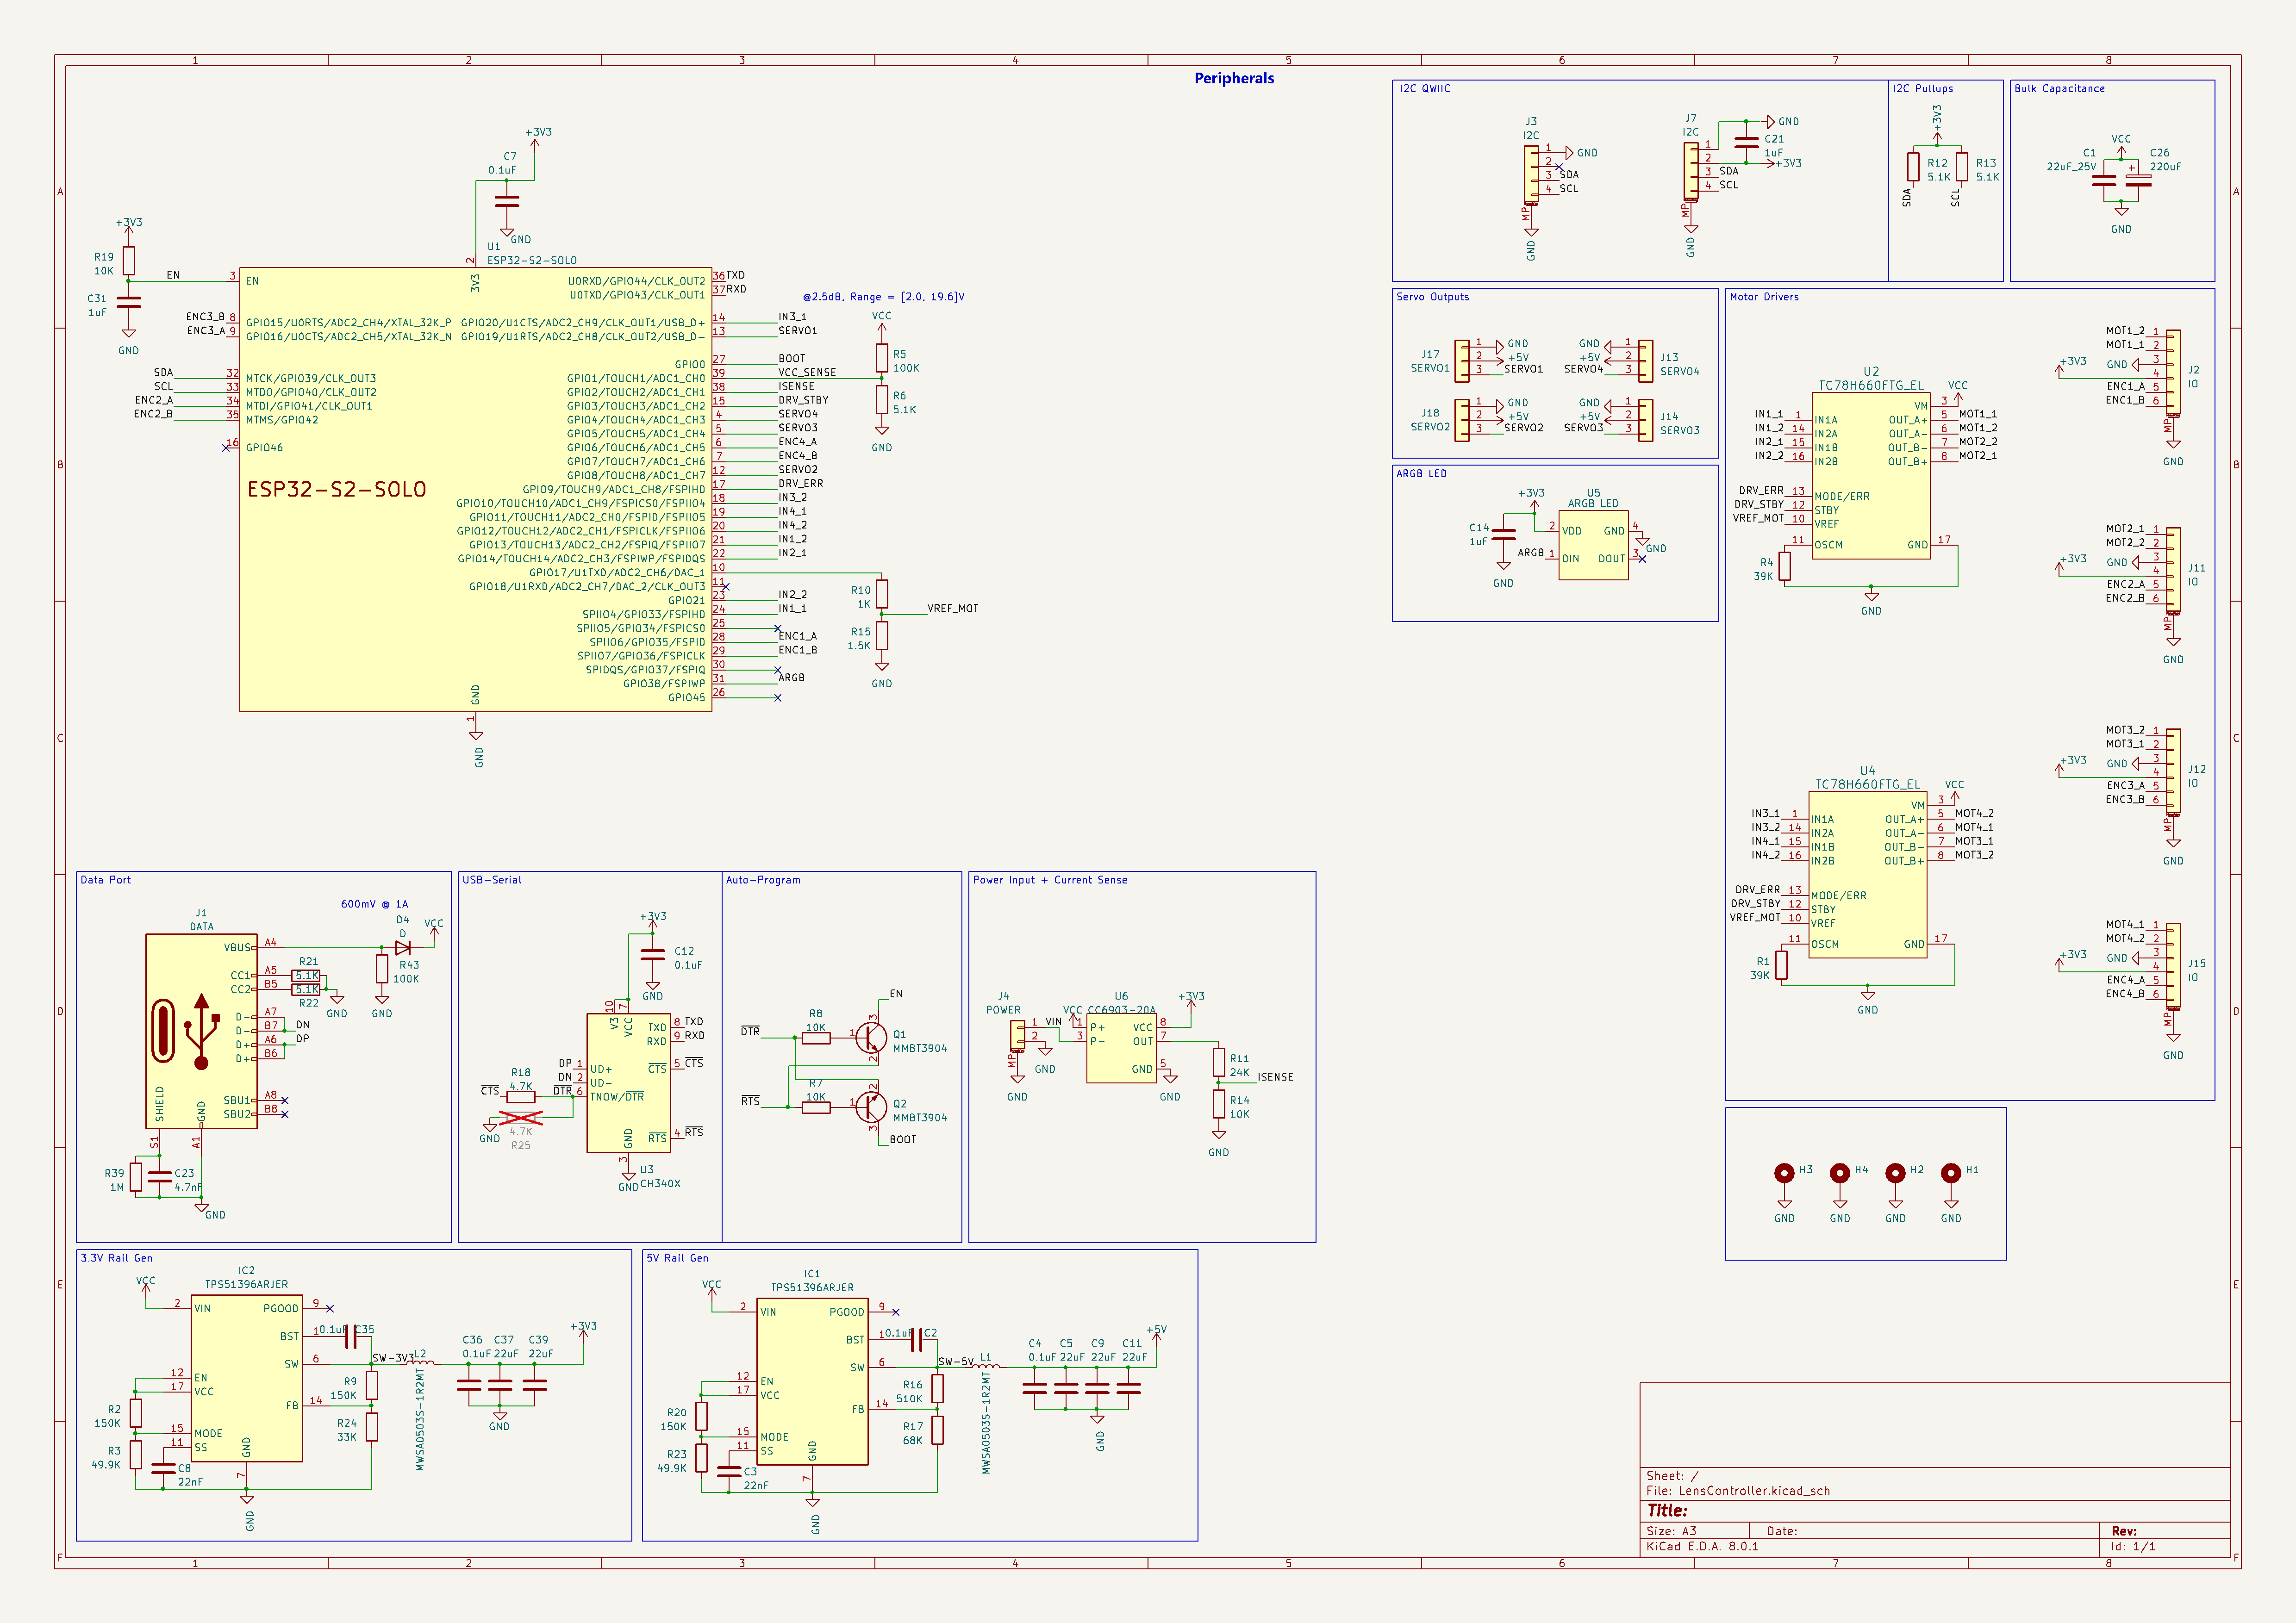 Peripherals
+3V3
C7
0.1uF
GND
+3V3
R19
10K
EN
C31
1uF
GND
U1
ESP32-S2-SOLO
2
3V3
3 EN
ENC3_B 8 GPIO15/U0RTS/ADC2_CH4/XTAL_32K_P
ENC3_A 9 GPIO16/U0CTS/ADC2_CH5/XTAL_32K_N
SDA 32 MTCK/GPIO39/CLK_OUT3
SCL 33 MTDO/GPIO40/CLK_OUT2
ENC2_A 34 MTDI/GPIO41/CLK_OUT1
ENC2_B 35 MTMS/GPIO42
16 GPIO46
ESP32-S2-SOLO
U0RXD/GPIO44/CLK_OUT2 36 TXD
U0TXD/GPIO43/CLK_OUT1 37 RXD
GPIO20/U1CTS/ADC2_CH9/CLK_OUT1/USB_D+ 14 IN3_1
GPIO19/U1RTS/ADC2_CH8/CLK_OUT2/USB_D- 13 SERVO1
GPIO0 27 BOOT
GPIO1/TOUCH1/ADC1_CH0 39 VCC_SENSE
GPIO2/TOUCH2/ADC1_CH1 38 ISENSE
GPIO3/TOUCH3/ADC1_CH2 15 DRV_STBY
GPIO4/TOUCH4/ADC1_CH3 4 SERVO4
GPIO5/TOUCH5/ADC1_CH4 5 SERVO3
GPIO6/TOUCH6/ADC1_CH5 6 ENC4_A
GPIO7/TOUCH7/ADC1_CH6 7 ENC4_B
GPIO8/TOUCH8/ADC1_CH7 12 SERVO2
GPIO9/TOUCH9/ADC1_CH8/FSPIHD 17 DRV_ERR
GPIO10/TOUCH10/ADC1_CH9/FSPICS0/FSPIIO4 18 IN3_2
GPIO11/TOUCH11/ADC2_CH0/FSPID/FSPIIO5 19 IN4_1
GPIO12/TOUCH12/ADC2_CH1/FSPICLK/FSPIIO6 20 IN4_2
GPIO13/TOUCH13/ADC2_CH2/FSPIQ/FSPIIO7 21 IN1_2
GPIO14/TOUCH14/ADC2_CH3/FSPIWP/FSPIDQS 22 IN2_1
GPIO17/U1TXD/ADC2_CH6/DAC_1 10
GPIO18/U1RXD/ADC2_CH7/DAC_2/CLK_OUT3 11
GPIO21 23 IN2_2
SPIIO4/GPIO33/FSPIHD 24 IN1_1
SPIIO5/GPIO34/FSPICS0 25
SPIIO6/GPIO35/FSPID 28 ENC1_A
SPIIO7/GPIO36/FSPICLK 29 ENC1_B
SPIDQS/GPIO37/FSPIQ 30
GPIO38/FSPIWP 31 ARGB
GPIO45 26
GND
1
GND
@2.5dB, Range = [2.0, 19.6]V
VCC
R5
100K
R6
5.1K
GND
R10
1K
VREF_MOT
R15
1.5K
GND
I2C QWIIC
J3
I2C
1 GND
2
3 SDA
4 SCL
MP
GND
J7
I2C
1 GND
2 +3V3
3 SDA
4 SCL
C21
1uF
MP
GND
I2C Pullups
+3V3
R12
5.1K
R13
5.1K
SDA
SCL
Bulk Capacitance
VCC
C1
22uF_25V
C26
220uF
GND
Servo Outputs
J17
SERVO1
1 GND
2 +5V
3 SERVO1
J13
SERVO4
GND 1
+5V 2
SERVO4 3
J18
SERVO2
1 GND
2 +5V
3 SERVO2
J14
SERVO3
GND 1
+5V 2
SERVO3 3
ARGB LED
+3V3
C14
1uF
GND
U5
ARGB LED
2 VDD
GND 4
GND
ARGB 1 DIN
DOUT 3
Motor Drivers
U2
TC78H660FTG_EL
VM 3 VCC
IN1_1 1 IN1A
IN1_2 14 IN2A
IN2_1 15 IN1B
IN2_2 16 IN2B
OUT_A+ 5 MOT1_1
OUT_A- 6 MOT1_2
OUT_B- 7 MOT2_2
OUT_B+ 8 MOT2_1
DRV_ERR 13 MODE/ERR
DRV_STBY 12 STBY
VREF_MOT 10 VREF
11 OSCM
GND 17
R4
39K
GND
MOT1_2 1
MOT1_1 2
GND 3
+3V3 4
ENC1_A 5
ENC1_B 6
J2
IO
MP
GND
MOT2_1 1
MOT2_2 2
GND 3
+3V3 4
ENC2_A 5
ENC2_B 6
J11
IO
MP
GND
U4
TC78H660FTG_EL
VM 3 VCC
IN3_1 1 IN1A
IN3_2 14 IN2A
IN4_1 15 IN1B
IN4_2 16 IN2B
OUT_A+ 5 MOT4_2
OUT_A- 6 MOT4_1
OUT_B- 7 MOT3_1
OUT_B+ 8 MOT3_2
DRV_ERR 13 MODE/ERR
DRV_STBY 12 STBY
VREF_MOT 10 VREF
11 OSCM
GND 17
R1
39K
GND
MOT3_2 1
MOT3_1 2
GND 3
+3V3 4
ENC3_A 5
ENC3_B 6
J12
IO
MP
GND
MOT4_1 1
MOT4_2 2
GND 3
+3V3 4
ENC4_A 5
ENC4_B 6
J15
IO
MP
GND
H3
H4
H2
H1
GND
GND
GND
GND
Data Port
600mV @ 1A
J1
DATA
VBUS A4
D4
D
VCC
R43
100K
GND
CC1 A5
R21
5.1K
CC2 B5
5.1K
R22
GND
D- A7
D- B7 DN
D+ A6 DP
D+ B6
SBU1 A8
SBU2 B8
SHIELD
GND
S1
A1
R39
1M
C23
4.7nF
GND
USB-Serial
+3V3
C12
0.1uF
GND
10
7
V3
VCC
TXD 8 TXD
RXD 9 RXD
CTS 5 CTS
DP 1 UD+
DN 2 UD-
DTR 6 TNOW/DTR
CTS
R18
4.7K
GND
4.7K
R25
RTS 4 RTS
GND
3
GND
U3
CH340X
Auto-Program
EN
DTR
R8
10K
1
3
2
Q1
MMBT3904
RTS
R7
10K
1
2
3
Q2
MMBT3904
BOOT
Power Input + Current Sense
J4
POWER
1 VIN
2
MP
GND
GND
VCC
U6
CC6903-20A
+3V3
1 P+
3 P-
VCC 8
OUT 7
GND 5
GND
R11
24K
ISENSE
R14
10K
GND
3.3V Rail Gen
VCC
IC2
TPS51396ARJER
2 VIN
PGOOD 9
BST 1
0.1uF C35
SW 6
SW-3V3
L2
MWSA0503S-1R2MT
12 EN
17 VCC
FB 14
15 MODE
11 SS
GND
7
GND
R2
150K
R3
49.9K
C8
22nF
R9
150K
R24
33K
C36
0.1uF
C37
22uF
C39
22uF
+3V3
GND
5V Rail Gen
VCC
IC1
TPS51396ARJER
2 VIN
PGOOD 9
BST 1
0.1uF C2
SW 6
SW-5V
L1
MWSA0503S-1R2MT
12 EN
17 VCC
FB 14
15 MODE
11 SS
GND
7
GND
R20
150K
R23
49.9K
C3
22nF
R16
510K
R17
68K
C4
0.1uF
C5
22uF
C9
22uF
C11
22uF
+5V
GND
Sheet: /
File: LensController.kicad_sch
Title:
Size: A3
Date:
Rev:
KiCad E.D.A. 8.0.1
Id: 1/1
1 2 3 4 5 6 7 8
1 2 3 4 5 6 7 8
A
B
C
D
E
F
A
B
C
D
E
F